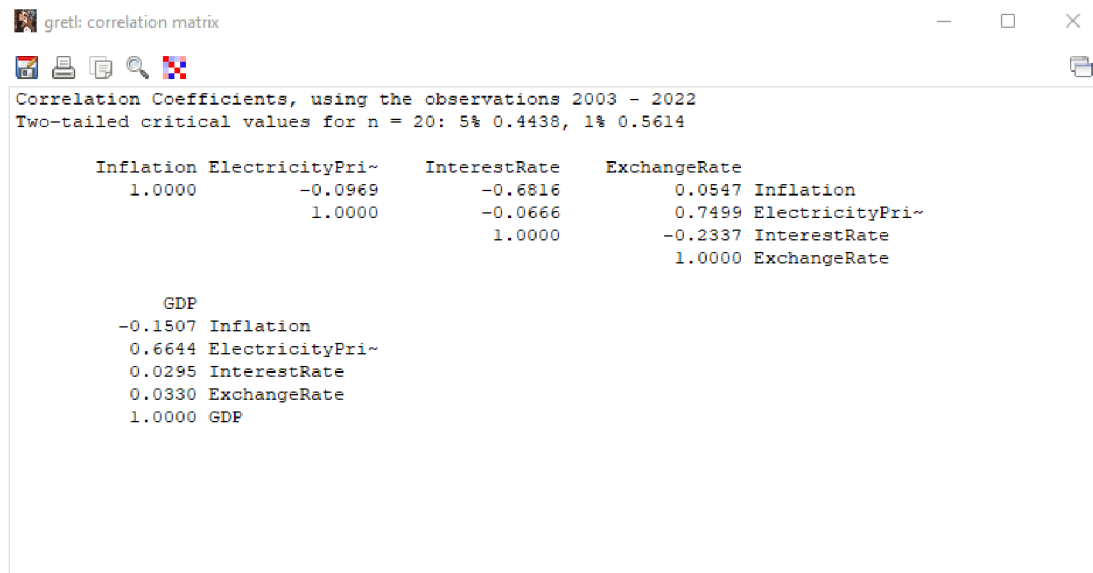 gretl: correlation matrix
Correlation Coefficients, using the observations 2003 - 2022
Two-tailed critical values for n = 20: 5% 0.4438, 1% 0.5614
Inflation ElectricityPri~ InterestRate ExchangeRate
1.0000 -0.0969 -0.6816 0.0547 Inflation
1.0000 -0.0666 0.7499 ElectricityPri~
1.0000 -0.2337 InterestRate
1.0000 ExchangeRate
GDP
-0.1507 Inflation
0.6644 ElectricityPri~
0.0295 InterestRate
0.0330 ExchangeRate
1.0000 GDP